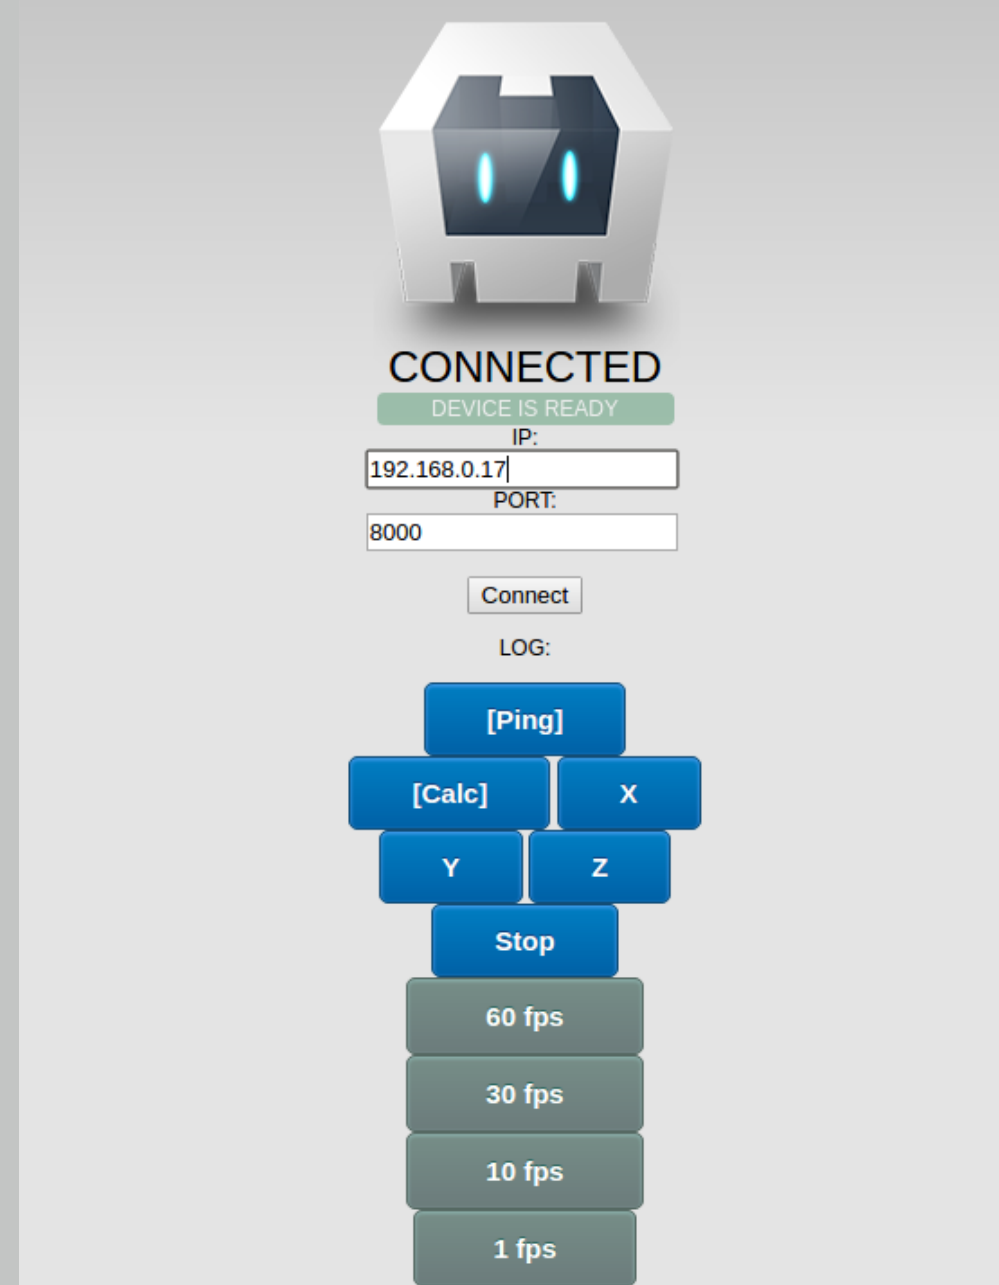 CONNECTED
DEVICE IS READY
IP:
192.168.0.17
PORT:
8000
Connect
LOG:
[Ping]
[Calc] X
Y Z
Stop
60 fps
30 fps
10 fps
1 fps